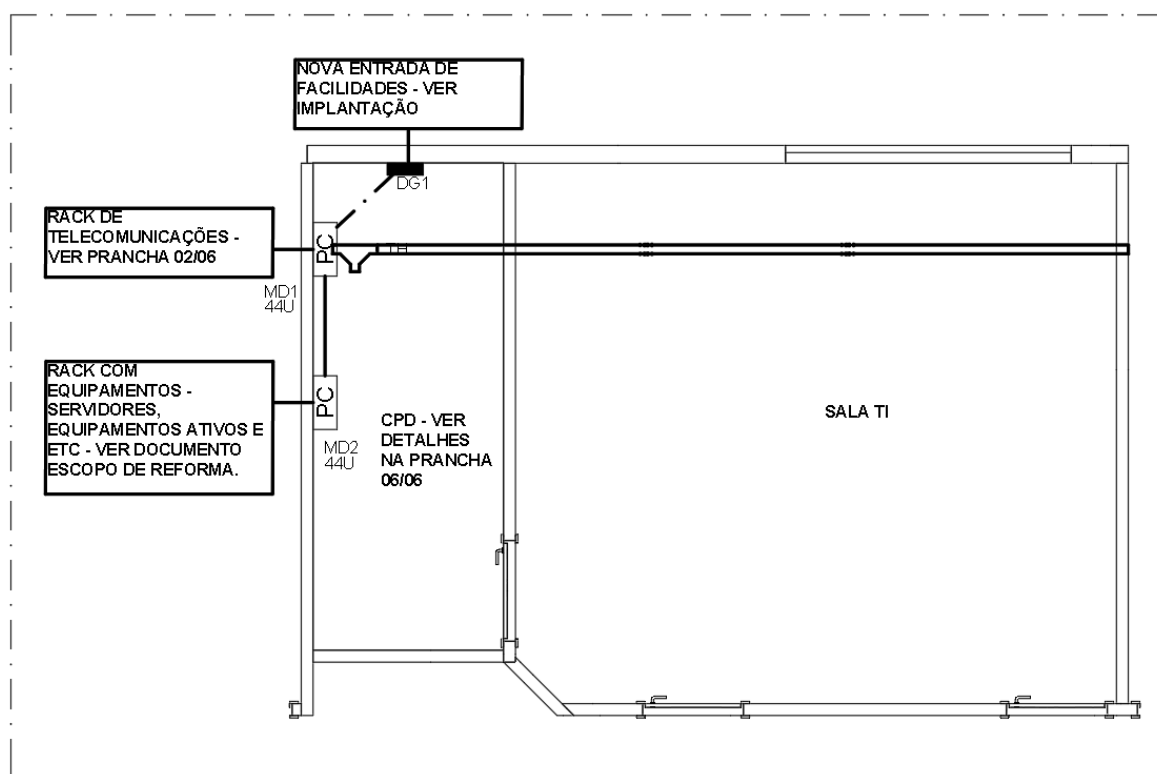 NOVA ENTRADA DE
FACILIDADES - VER
IMPLANTAÇÃO
DG1
RACK DE
TELECOMUNICAÇÕES -
VER PRANCHA 02/06
PC
MD1
44U
RACK COM
EQUIPAMENTOS -
SERVIDORES,
EQUIPAMENTOS ATIVOS E
ETC - VER DOCUMENTO
ESCOPO DE REFORMA.
PC
MD2
44U
CPD - VER
DETALHES
NA PRANCHA
06/06
SALA TI